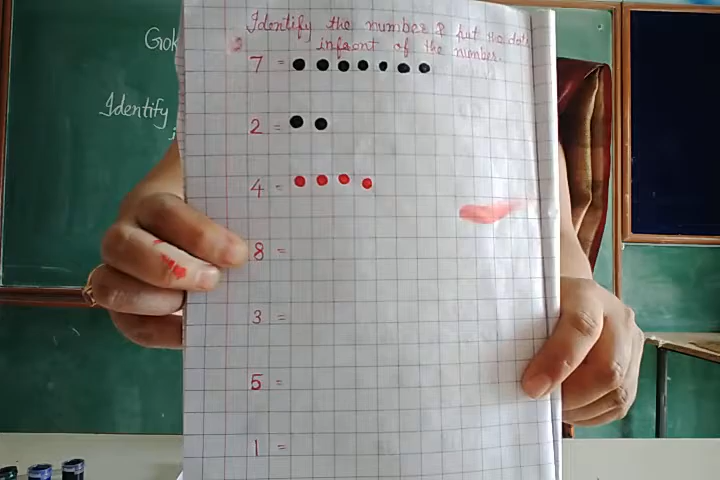 Gok
Identify
Identify the number & put the dots
infront of the number.
7 =
2 =
4 =
8 =
3 =
5 =
1 =